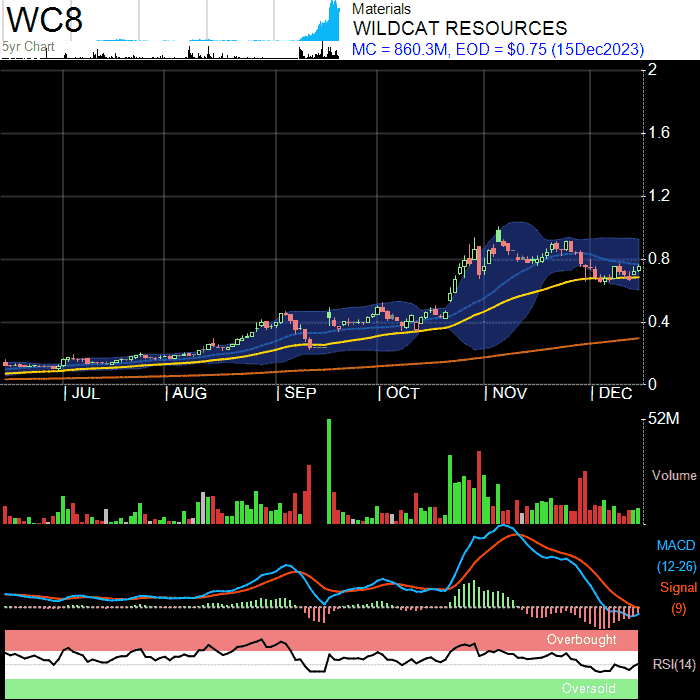 WC8
5yr Chart
Materials
WILDCAT RESOURCES
MC = 860.3M, EOD = $0.75 (15Dec2023)
2
1.6
1.2
0.8
0.4
0
JUL
AUG
SEP
OCT
NOV
DEC
52M
Volume
MACD
(12-26)
Signal
(9)
Overbought
RSI(14)
Oversold